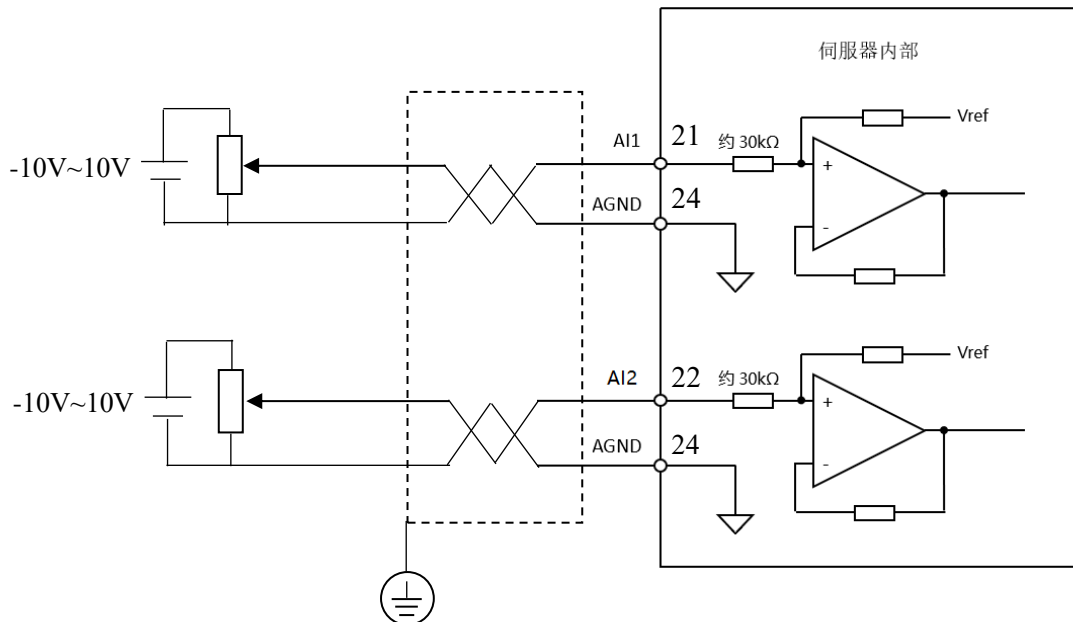 伺服器内部
Vref
AI1
21
约 30kΩ
-10V~10V
+
AGND
24
-
Vref
AI2
22
约 30kΩ
-10V~10V
+
AGND
24
-